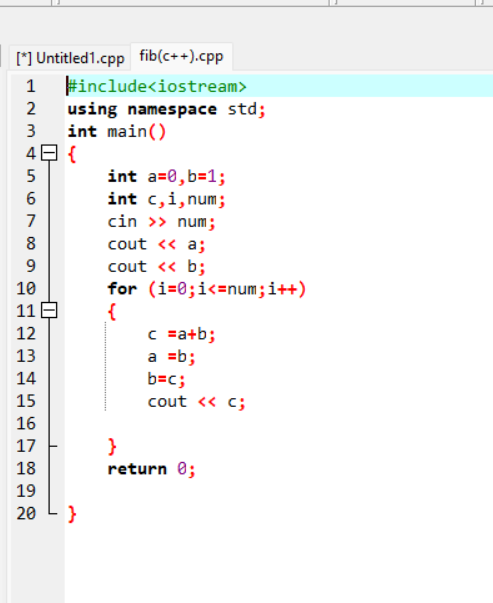 [*] Untitled1.cpp fib(c++).cpp
1 #include<iostream>
2 using namespace std;
3 int main()
4 {
5 int a=0,b=1;
6 int c,i,num;
7 cin >> num;
8 cout << a;
9 cout << b;
10 for (i=0;i<=num;i++)
11 {
12 c =a+b;
13 a =b;
14 b=c;
15 cout << c;
16
17 }
18 return 0;
19
20 }